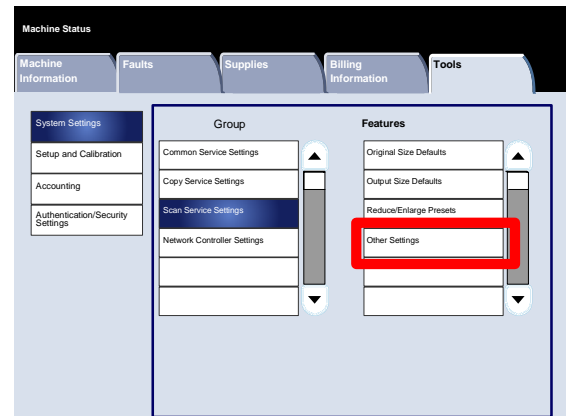 Machine Status
Machine
Information
Faults
Supplies
Billing
Information
Tools
System Settings
Setup and Calibration
Accounting
Authentication/Security
Settings
Group
Common Service Settings
Copy Service Settings
Scan Service Settings
Network Controller Settings
Features
Original Size Defaults
Output Size Defaults
Reduce/Enlarge Presets
Other Settings